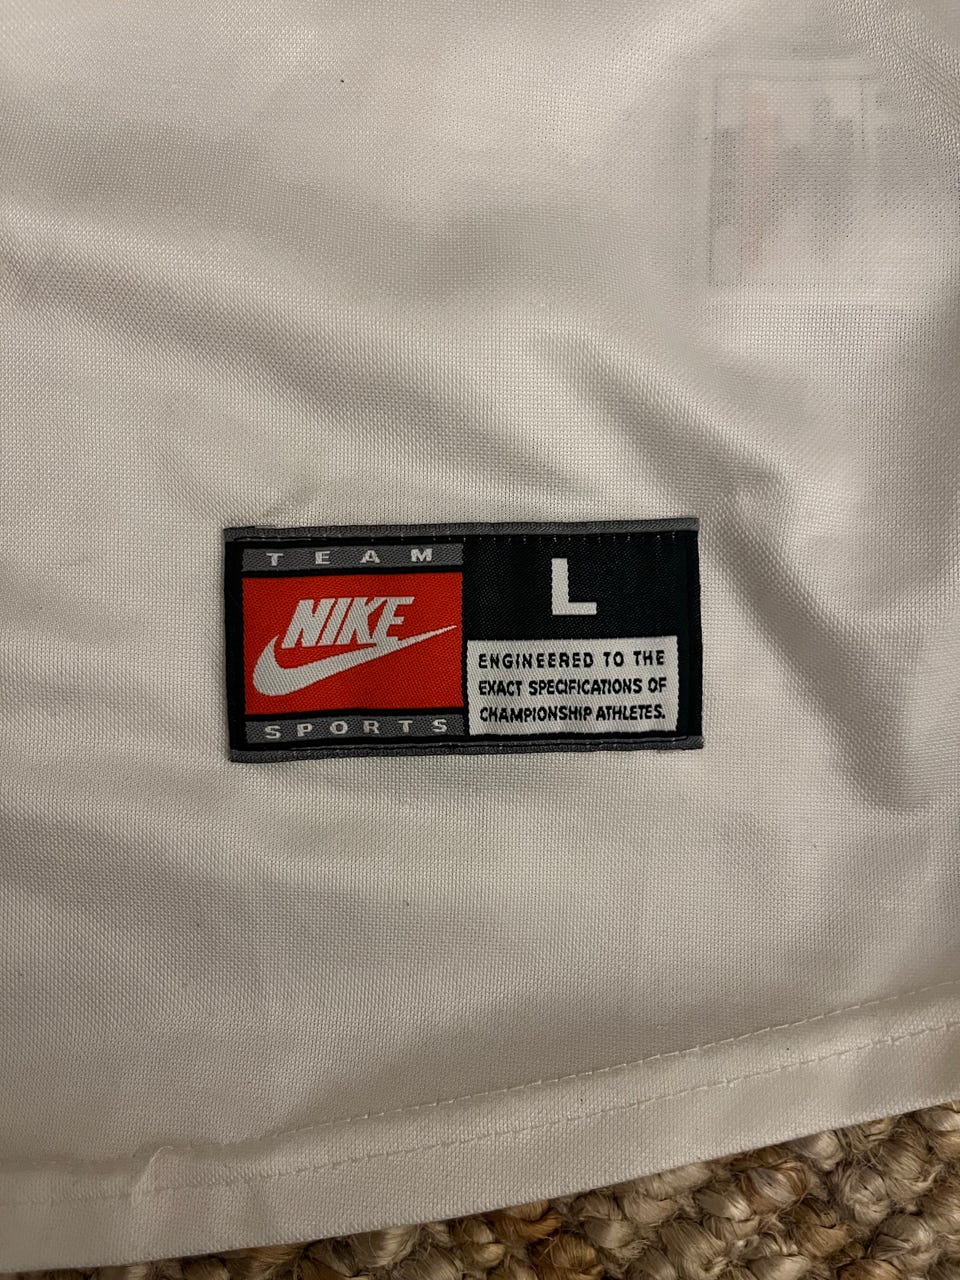 TEAM
NIKE
SPORTS
L
ENGINEERED TO THE
EXACT SPECIFICATIONS OF
CHAMPIONSHIP ATHLETES.